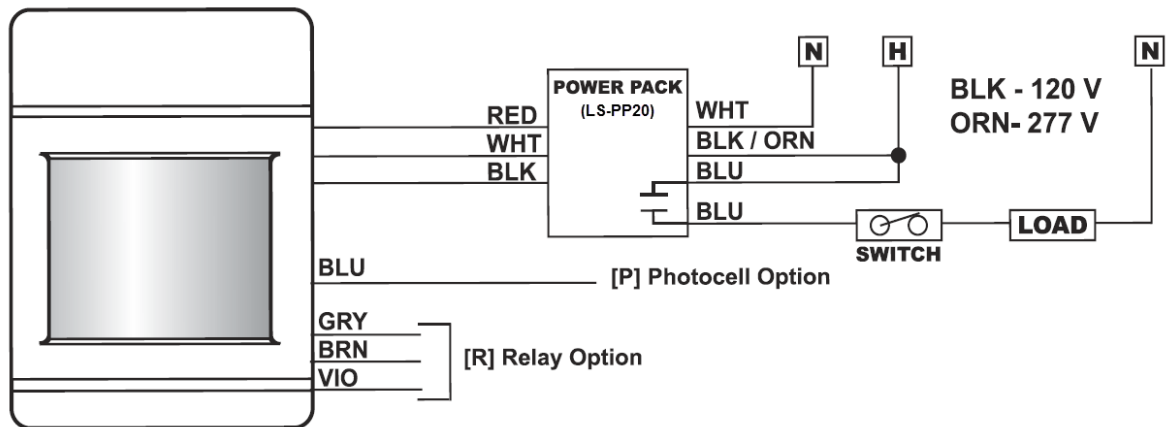 N
H
N
POWER PACK
(LS-PP20)
BLK - 120 V
ORN- 277 V
RED
WHT
WHT
BLK / ORN
BLK
BLU
BLU
SWITCH
LOAD
BLU
[P] Photocell Option
GRY
BRN
VIO
[R] Relay Option